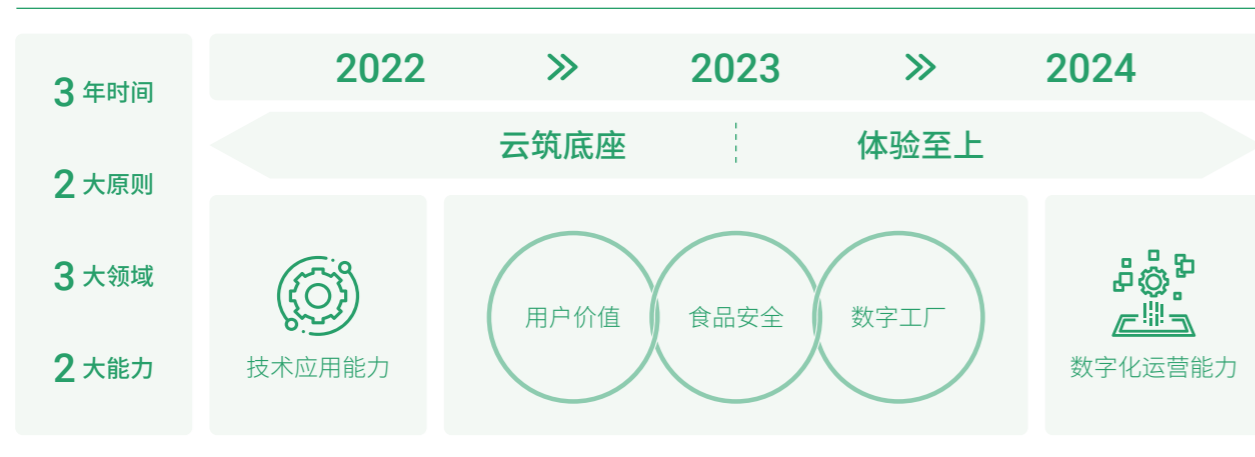 3 年时间
2 大原则
3 大领域
2 大能力
2022 » 2023 » 2024
云筑底座 体验至上
技术应用能力
用户价值 食品安全 数字工厂
数字化运营能力